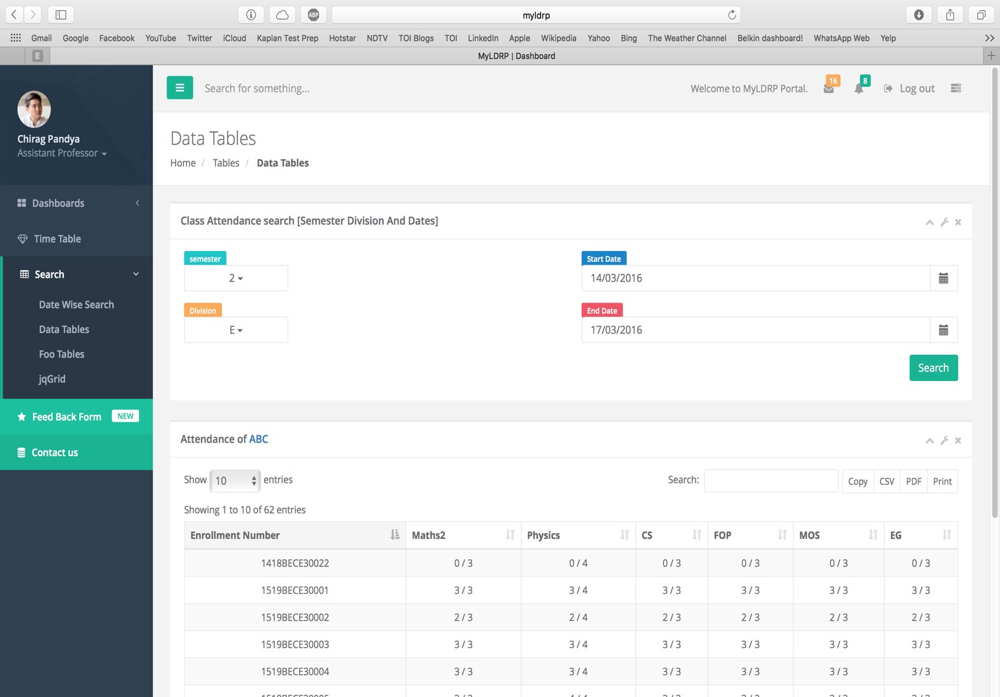 myldrp
ABP
Gmail Google Facebook YouTube Twitter iCloud Kaplan Test Prep Hotstar NDTV TOI Blogs TOI LinkedIn Apple Wikipedia Yahoo Bing The Weather Channel Belkin dashboard! WhatsApp Web Yelp
E
MyLDRP | Dashboard
Chirag Pandya
Assistant Professor
Dashboards
Time Table
Search
Date Wise Search
Data Tables
Foo Tables
jqGrid
Feed Back Form NEW
Contact us
Search for something...
Welcome to MyLDRP Portal. 16 8 Log out
Data Tables
Home / Tables / Data Tables
Class Attendance search [Semester Division And Dates]
semester
2
Start Date
14/03/2016
Division
E
End Date
17/03/2016
Search
Attendance of ABC
Show 10 entries
Search: Copy CSV PDF Print
Showing 1 to 10 of 62 entries
Enrollment Number Maths2 Physics CS FOP MOS EG
1418BECE30022 0 / 3 0 / 4 0 / 3 0 / 3 0 / 3 0 / 3
1519BECE30001 3 / 3 3 / 4 3 / 3 3 / 3 3 / 3 3 / 3
1519BECE30002 2 / 3 2 / 4 2 / 3 2 / 3 2 / 3 2 / 3
1519BECE30003 3 / 3 3 / 4 3 / 3 3 / 3 3 / 3 3 / 3
1519BECE30004 3 / 3 3 / 4 3 / 3 3 / 3 3 / 3 3 / 3